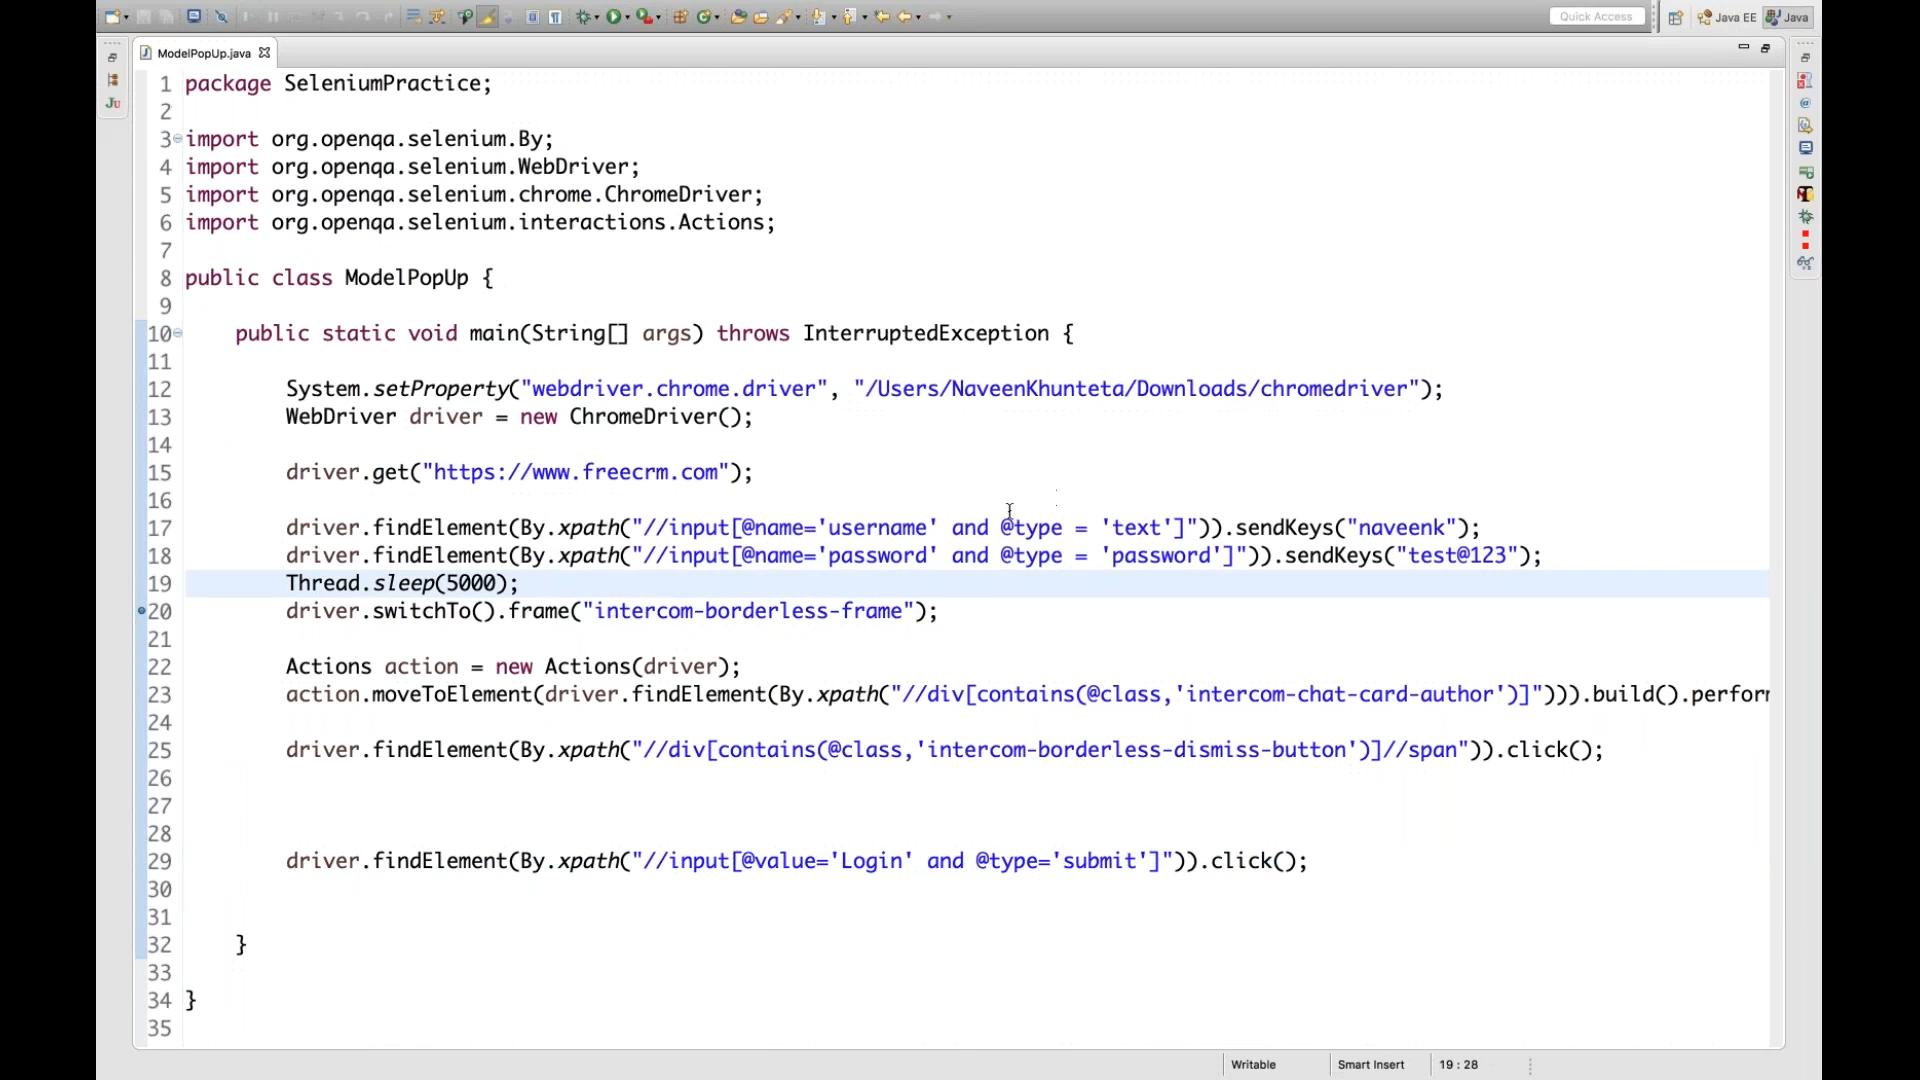 Quick Access
Java EE
Java
ModelPopUp.java
Ju
1 package SeleniumPractice;
2
3 import org.openqa.selenium.By;
4 import org.openqa.selenium.WebDriver;
5 import org.openqa.selenium.chrome.ChromeDriver;
6 import org.openqa.selenium.interactions.Actions;
7
8 public class ModelPopUp {
9
10 public static void main(String[] args) throws InterruptedException {
11
12 System.setProperty("webdriver.chrome.driver", "/Users/NaveenKhunteta/Downloads/chromedriver");
13 WebDriver driver = new ChromeDriver();
14
15 driver.get("https://www.freecrm.com");
16
17 driver.findElement(By.xpath("//input[@name='username' and @type = 'text']")).sendKeys("naveenk");
18 driver.findElement(By.xpath("//input[@name='password' and @type = 'password']")).sendKeys("test@123");
19 Thread.sleep(5000);
20 driver.switchTo().frame("intercom-borderless-frame");
21
22 Actions action = new Actions(driver);
23 action.moveToElement(driver.findElement(By.xpath("//div[contains(@class,'intercom-chat-card-author')]"))).build().perform
24
25 driver.findElement(By.xpath("//div[contains(@class,'intercom-borderless-dismiss-button')]//span")).click();
26
27
28
29 driver.findElement(By.xpath("//input[@value='Login' and @type='submit']")).click();
30
31
32 }
33
34 }
35
Writable
Smart Insert
19 : 28